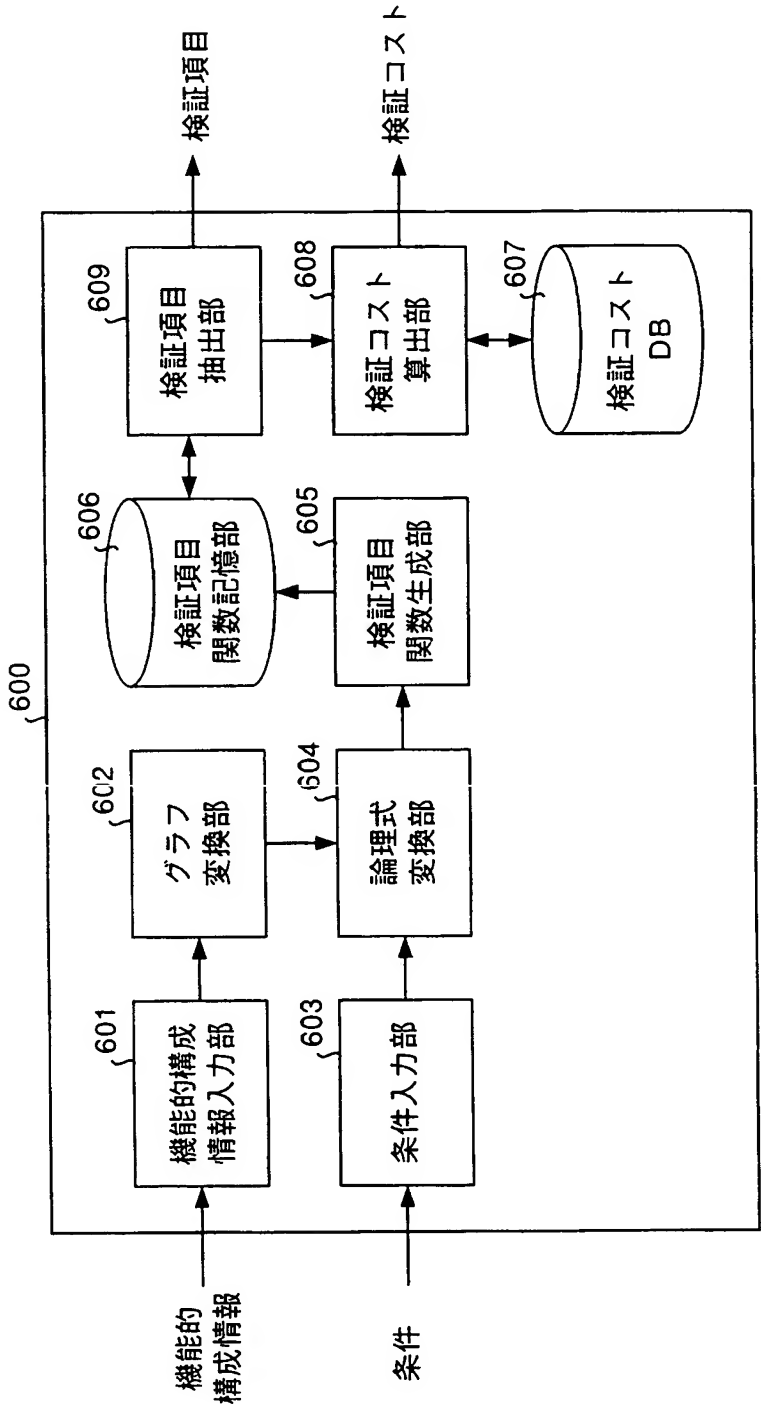 600
機能的
構成情報
601
機能的構成
情報入力部
602
グラフ
変換部
606
検証項目
関数記憶部
609
検証項目
抽出部
検証項目
条件
603
条件入力部
604
論理式
変換部
605
検証項目
関数生成部
608
検証コスト
算出部
検証コスト
607
検証コスト
DB